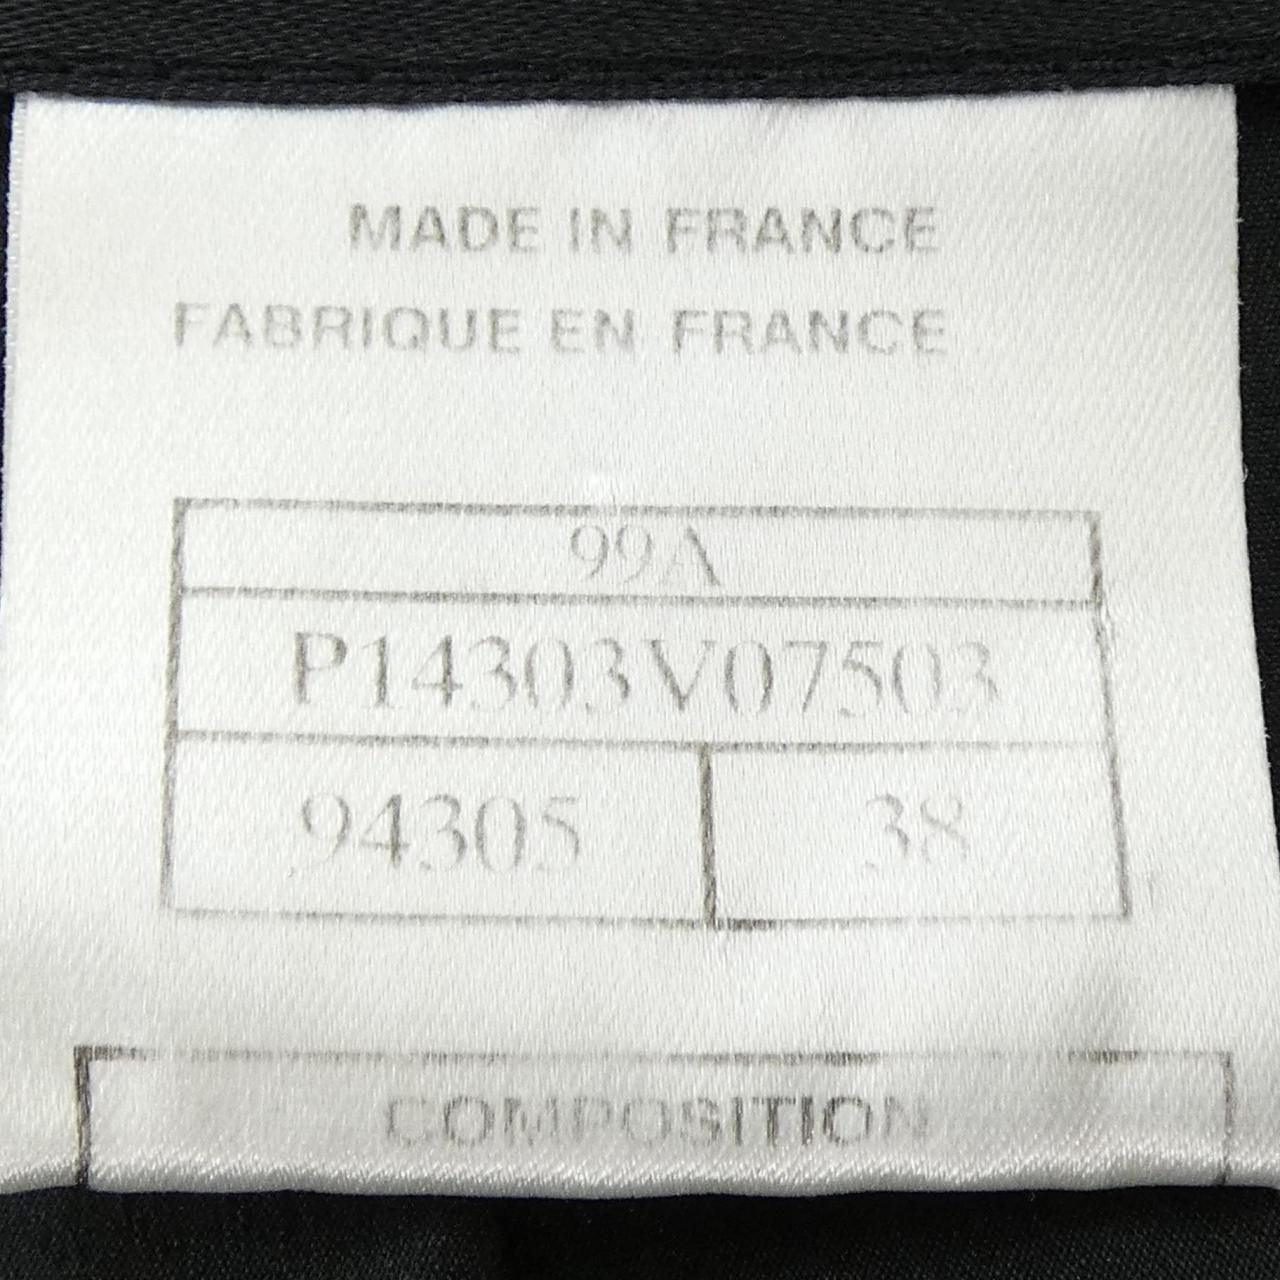 MADE IN FRANCE
FABRIQUE EN FRANCE
99A
P14303V07503
94305 38
COMPOSITION